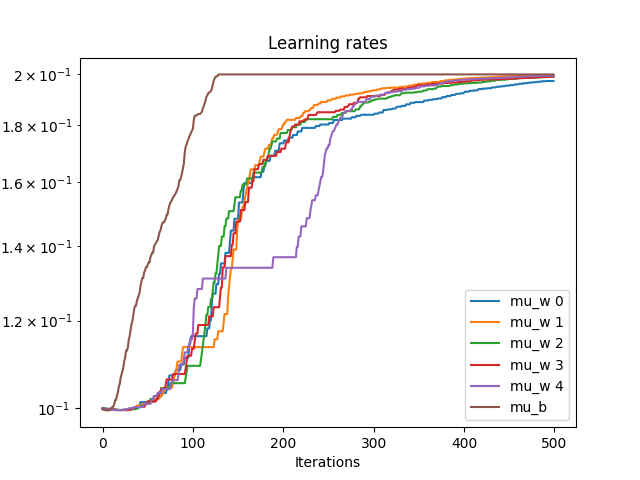 Learning rates
2 × 10⁻¹
1.8 × 10⁻¹
1.6 × 10⁻¹
1.4 × 10⁻¹
1.2 × 10⁻¹
10⁻¹
0 100 200 300 400 500
Iterations
mu_w 0
mu_w 1
mu_w 2
mu_w 3
mu_w 4
mu_b